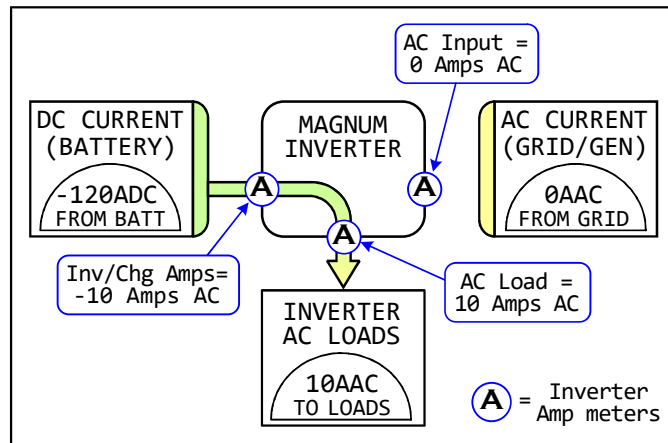 AC Input =
0 Amps AC
DC CURRENT
(BATTERY)
-120ADC
FROM BATT
MAGNUM
INVERTER
A
A
A
AC CURRENT
(GRID/GEN)
0AAC
FROM GRID
Inv/Chg Amps=
-10 Amps AC
AC Load =
10 Amps AC
INVERTER
AC LOADS
10AAC
TO LOADS
A = Inverter
Amp meters